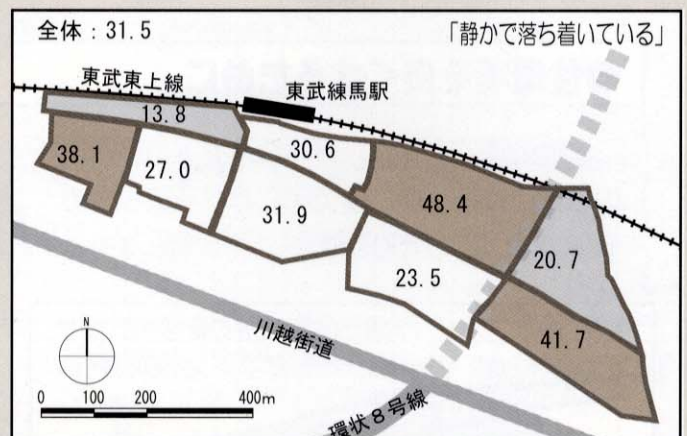 全体：31.5
「静かで落ち着いている」
東武東上線
東武練馬駅
13.8
30.6
38.1
27.0
31.9
48.4
23.5
20.7
41.7
川越街道
環状8号線
N
0 100 200 400m